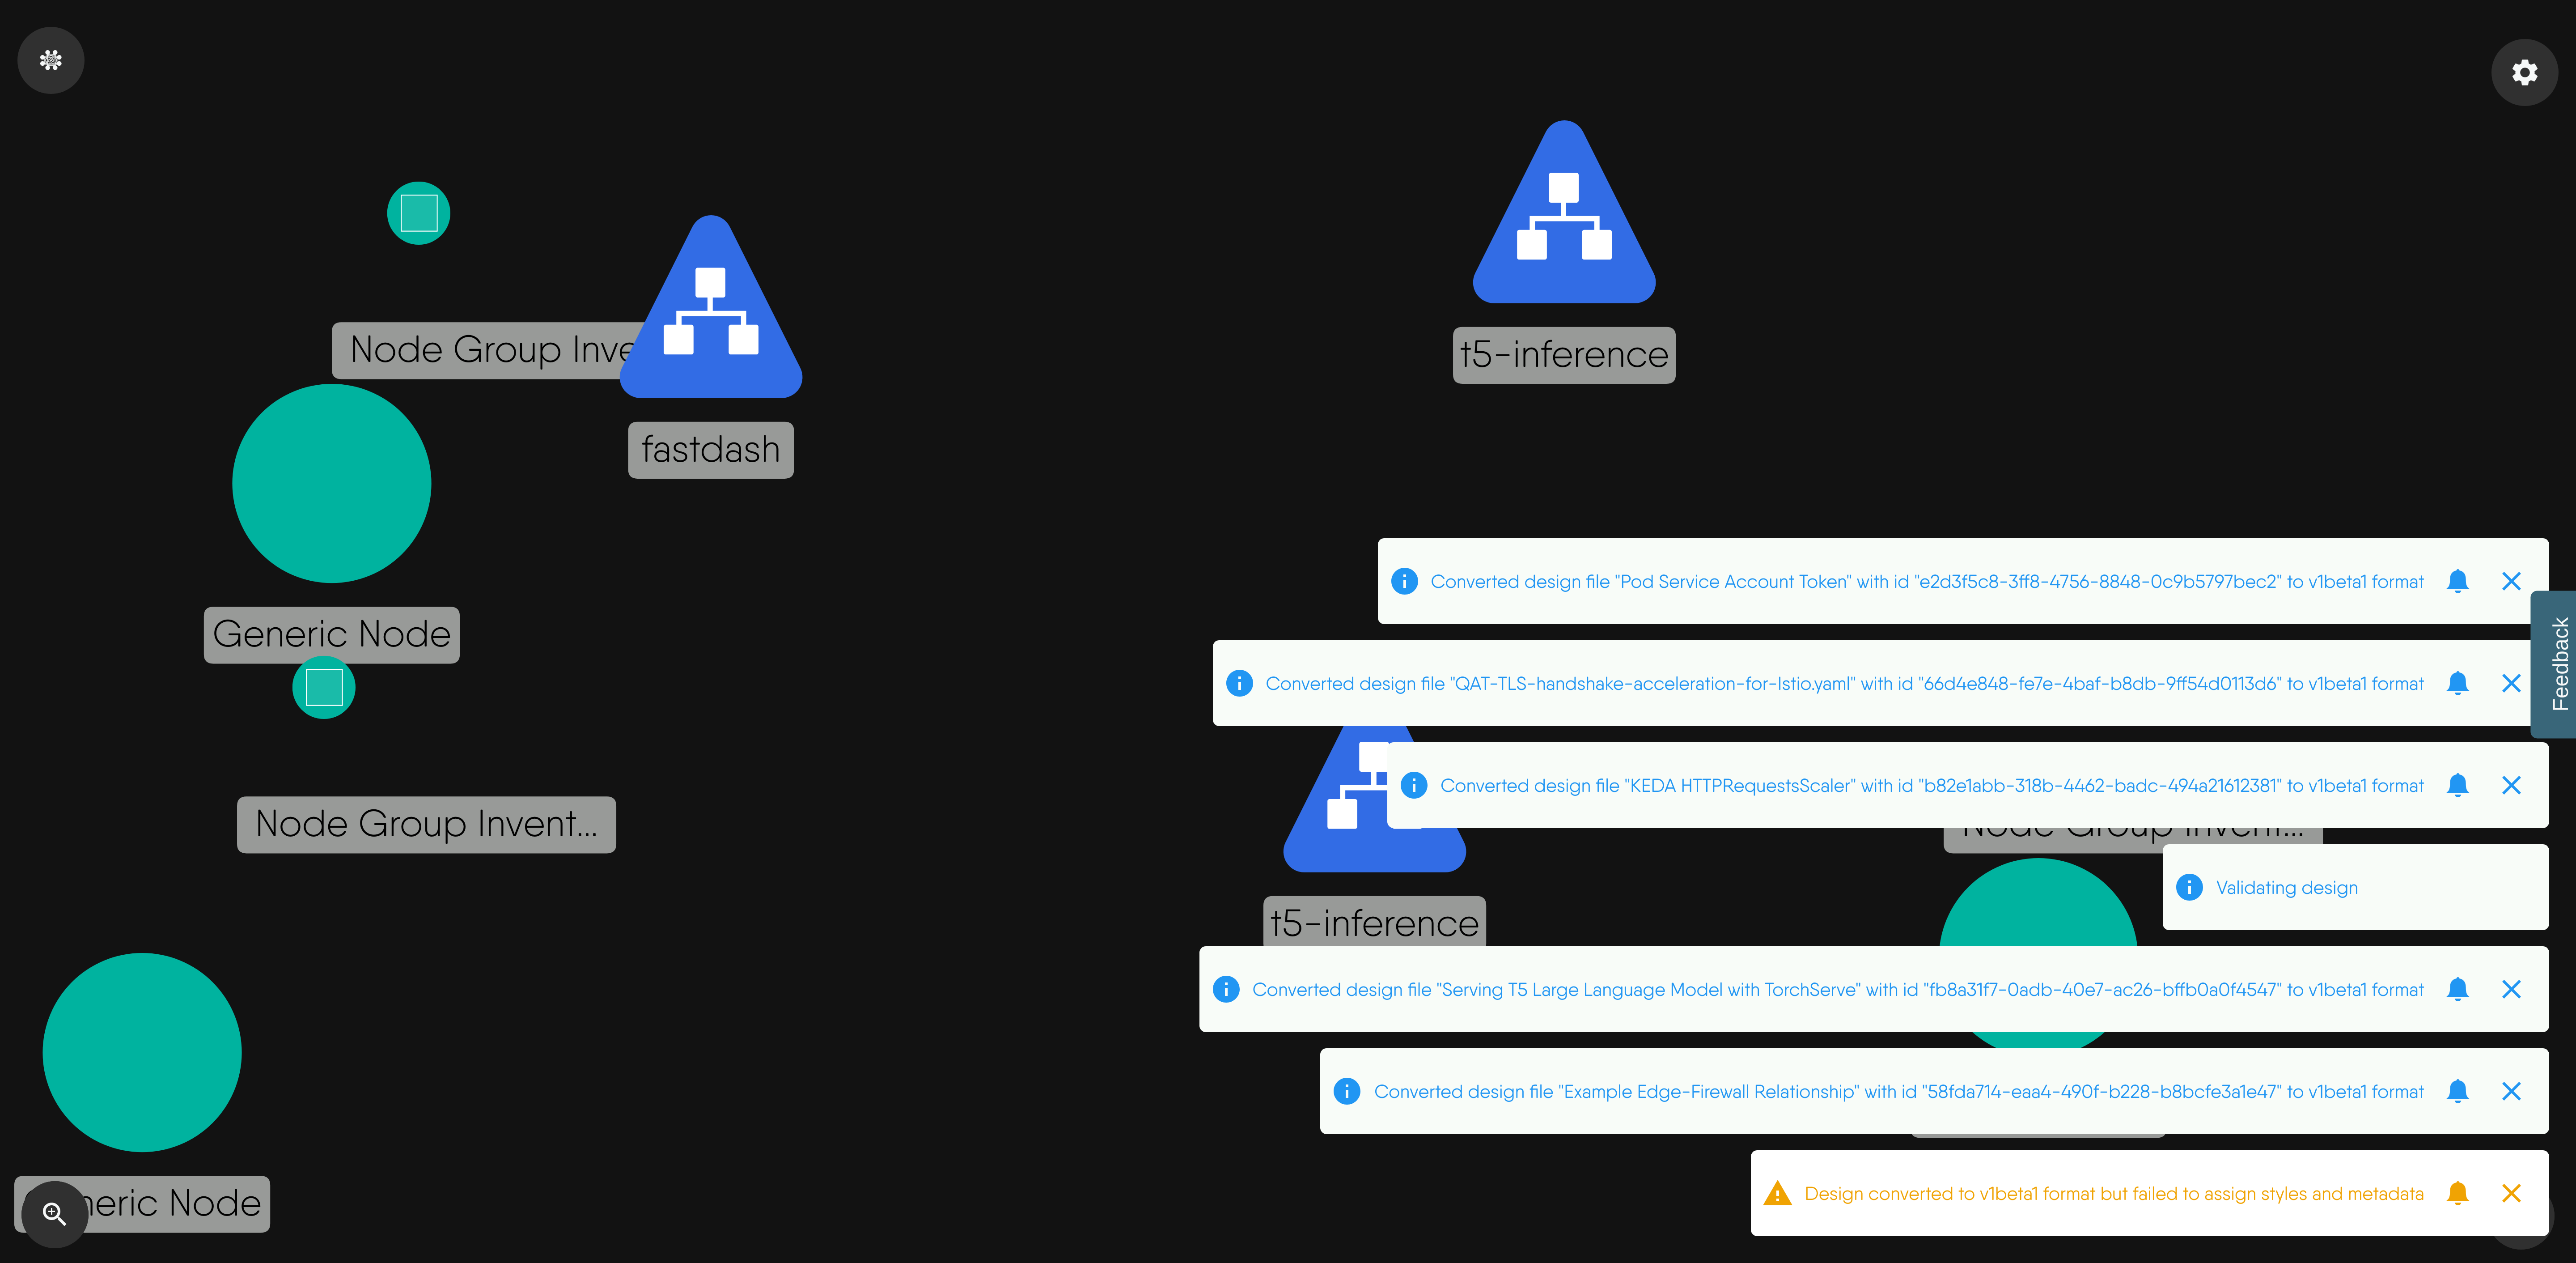 t5-inference
Node Group Inve
fastdash
Converted design file "Pod Service Account Token" with id "e2d3f5c8-3ff8-4756-8848-0c9b5797bec2" to v1beta1 format
Feedback
Generic Node
Converted design file "QAT-TLS-handshake-acceleration-for-Istio.yaml" with id "66d4e848-fe7e-4baf-b8db-9ff54d0113d6" to v1beta1 format
Converted design file "KEDA HTTPRequestsScaler" with id "b82e1abb-318b-4462-badc-494a21612381" to v1beta1 format
Node Group Invent...
Node Group Invent...
Validating design
t5-inference
Converted design file "Serving T5 Large Language Model with TorchServe" with id "fb8a31f7-0adb-40e7-ac26-bffb0a0f4547" to v1beta1 format
Converted design file "Example Edge-Firewall Relationship" with id "58fda714-eaa4-490f-b228-b8bcfe3a1e47" to v1beta1 format
neric Node
Design converted to v1beta1 format but failed to assign styles and metadata